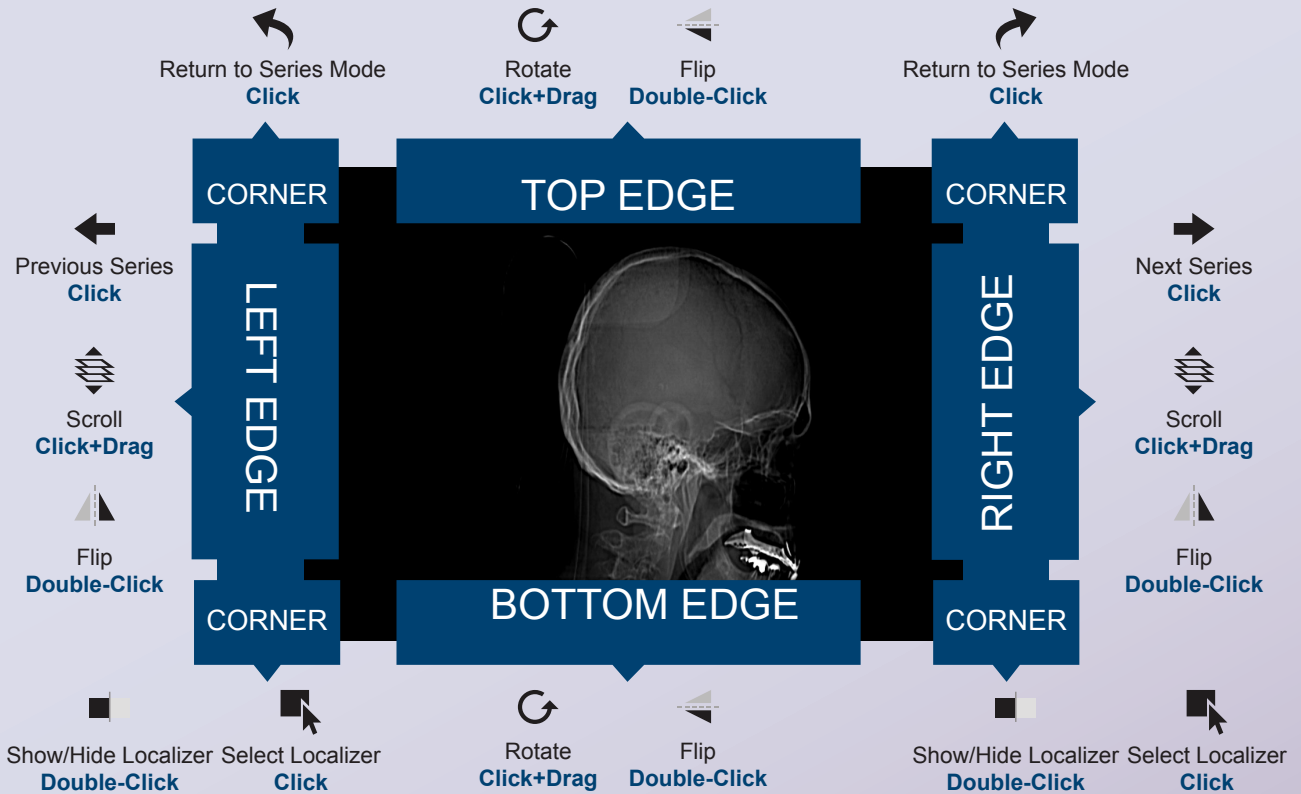 Return to Series Mode
Click
Rotate
Click+Drag
Flip
Double-Click
Return to Series Mode
Click
CORNER
TOP EDGE
CORNER
Previous Series
Click
Scroll
Click+Drag
Flip
Double-Click
LEFT EDGE
RIGHT EDGE
Next Series
Click
Scroll
Click+Drag
Flip
Double-Click
CORNER
BOTTOM EDGE
CORNER
Show/Hide Localizer
Double-Click
Select Localizer
Click
Rotate
Click+Drag
Flip
Double-Click
Show/Hide Localizer
Double-Click
Select Localizer
Click